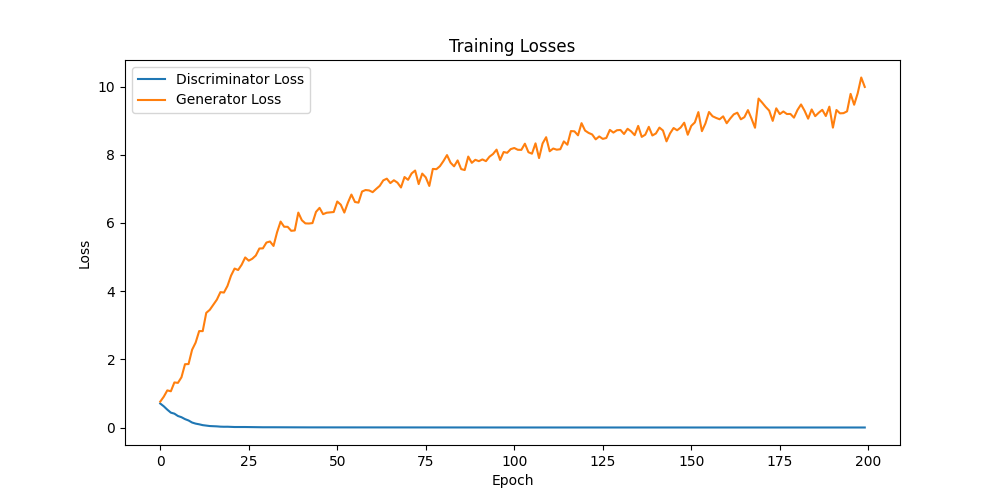 Training Losses
Discriminator Loss
Generator Loss
10
8
6
4
2
0
Loss
0 25 50 75 100 125 150 175 200
Epoch